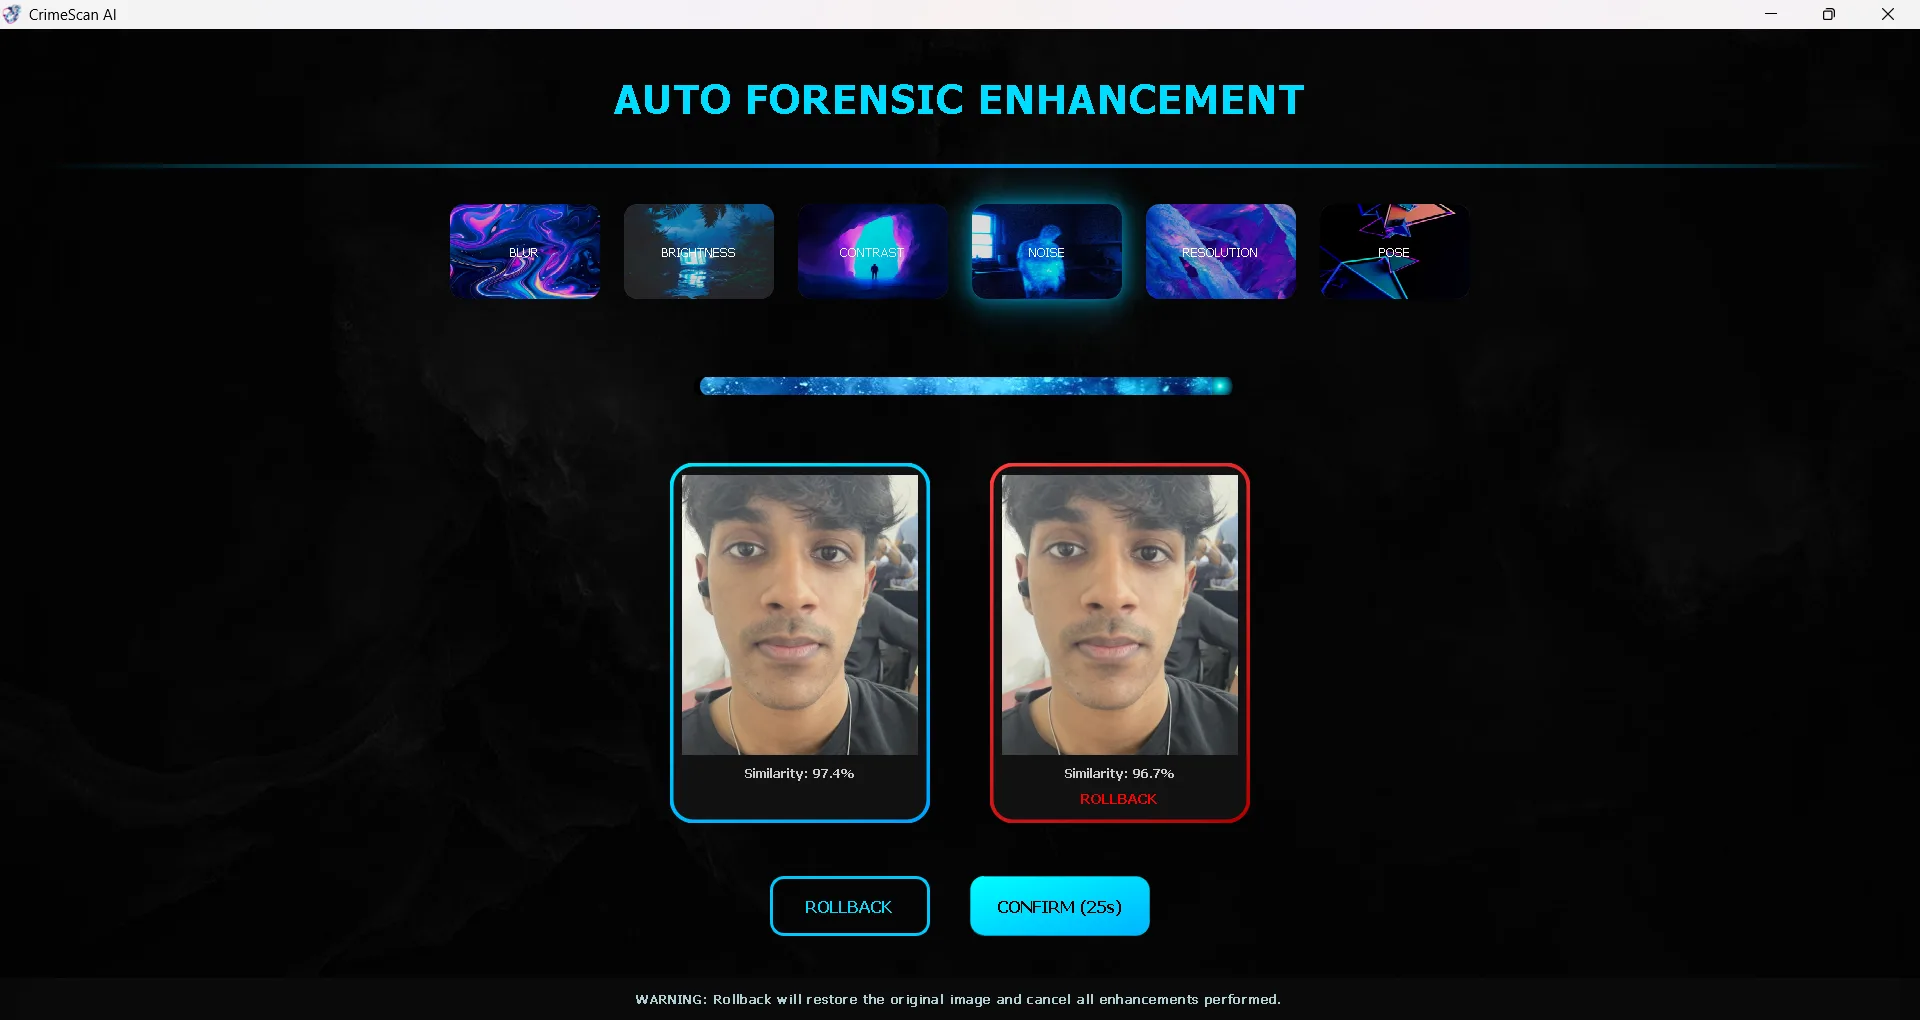 CrimeScan AI
AUTO FORENSIC ENHANCEMENT
BLUR
BRIGHTNESS
CONTRAST
NOISE
RESOLUTION
POSE
Similarity: 97.4%
Similarity: 96.7%
ROLLBACK
ROLLBACK
CONFIRM (25s)
WARNING: Rollback will restore the original image and cancel all enhancements performed.